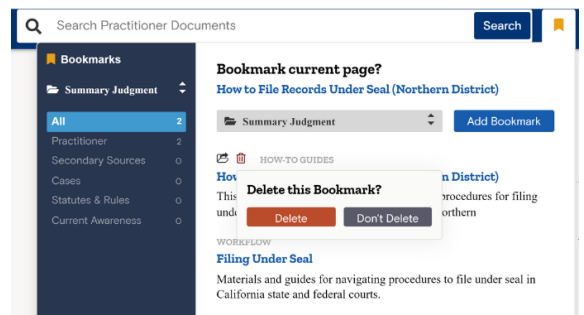 Search Practitioner Documents
Search
Bookmarks
Summary Judgment
All 2
Practitioner 2
Secondary Sources 0
Cases 0
Statutes & Rules 0
Current Awareness 0
Bookmark current page?
How to File Records Under Seal (Northern District)
Summary Judgment
Add Bookmark
HOW-TO GUIDES
n District)
This
procedures for filing
orthern
Delete this Bookmark?
Delete
Don't Delete
WORKFLOW
Filing Under Seal
Materials and guides for navigating procedures to file under seal in
California state and federal courts.